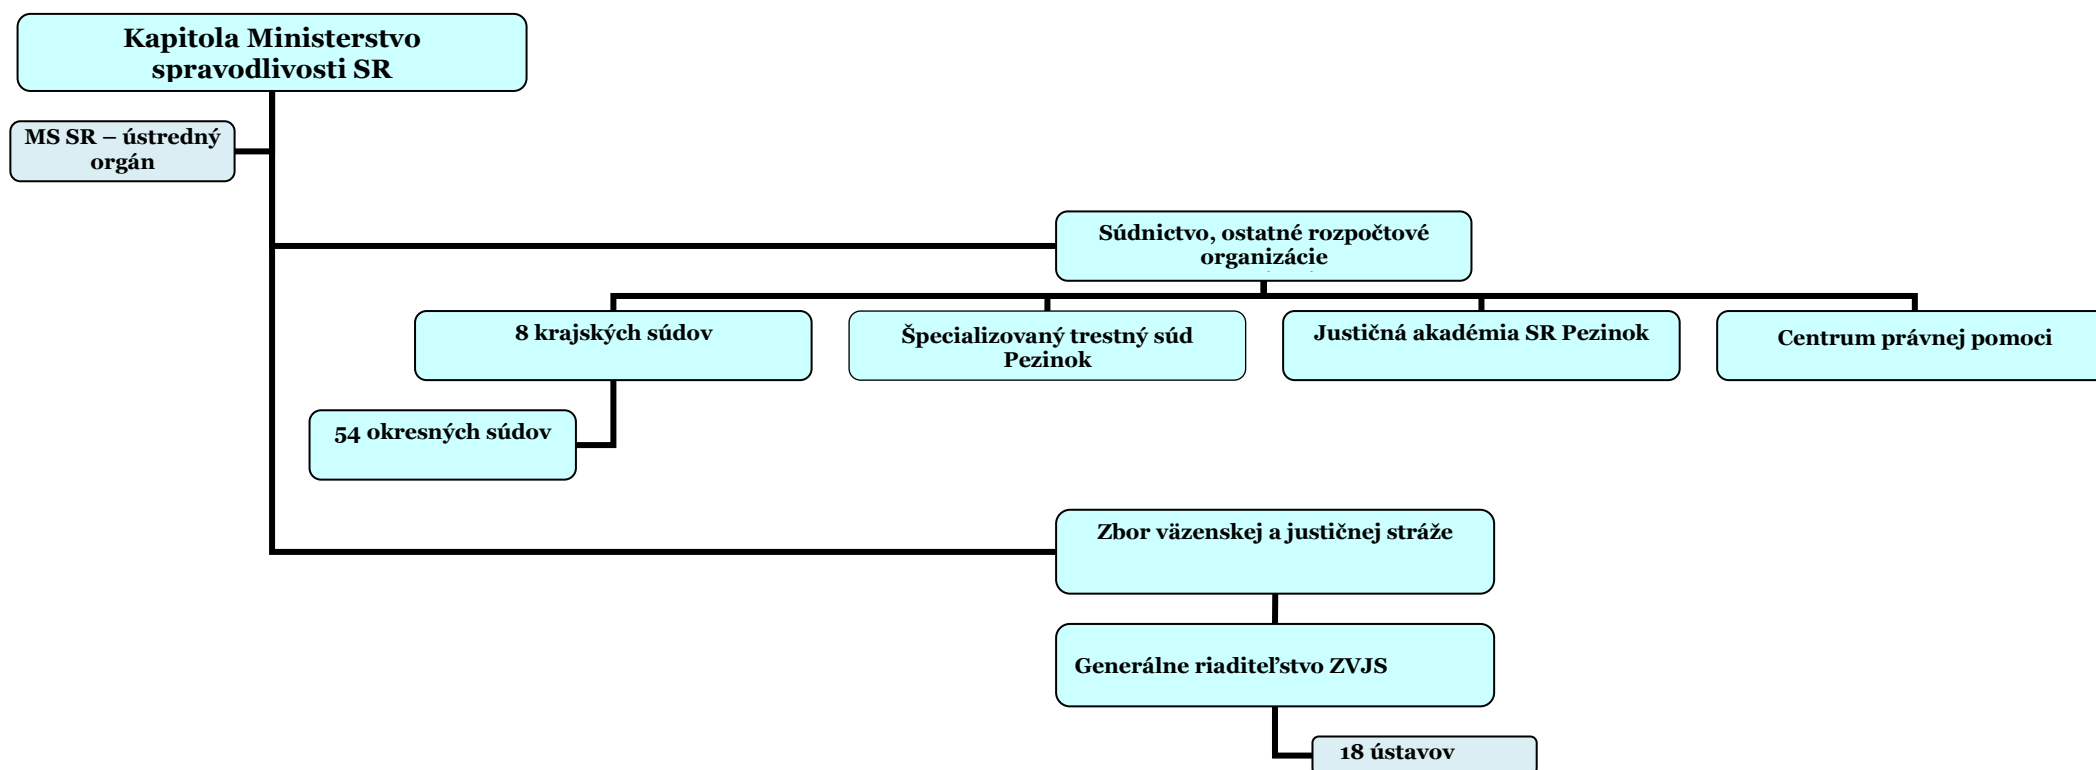 Kapitola Ministerstvo
spravodlivosti SR
MS SR – ústredný
orgán
Súdnictvo, ostatné rozpočtové
organizácie
8 krajských súdov
Špecializovaný trestný súd
Pezinok
Justičná akadémia SR Pezinok
Centrum právnej pomoci
54 okresných súdov
Zbor väzenskej a justičnej stráže
Generálne riaditeľstvo ZVJS
18 ústavov